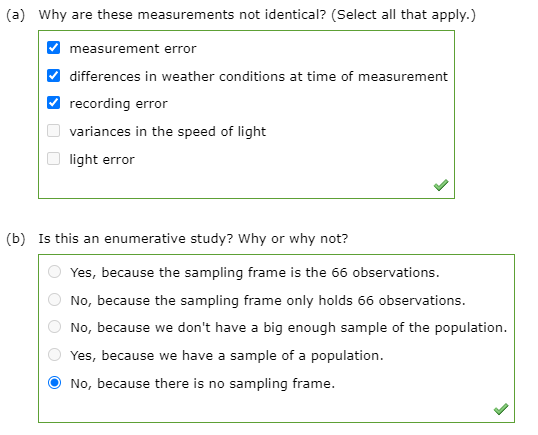 (a) Why are these measurements not identical? (Select all that apply.)
measurement error
differences in weather conditions at time of measurement
recording error
variances in the speed of light
light error
(b) Is this an enumerative study? Why or why not?
Yes, because the sampling frame is the 66 observations.
No, because the sampling frame only holds 66 observations.
No, because we don't have a big enough sample of the population.
Yes, because we have a sample of a population.
No, because there is no sampling frame.